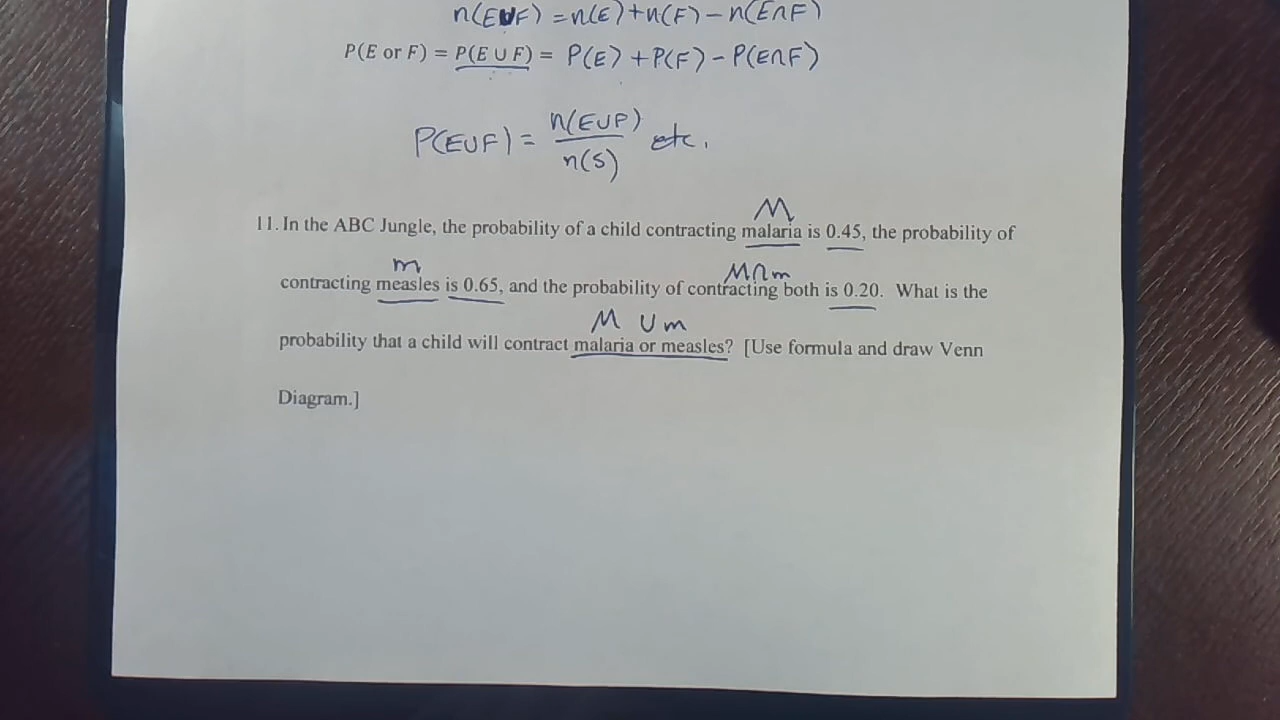 n(E∪F) = n(E) + n(F) - n(E∩F)
P(E or F) = P(E ∪ F) = P(E) + P(F) - P(E∩F)
P(E∪F) = n(E∪F) / n(S) etc.
M
11. In the ABC Jungle, the probability of a child contracting malaria is 0.45, the probability of
m M∩m
contracting measles is 0.65, and the probability of contracting both is 0.20. What is the
M ∪ m
probability that a child will contract malaria or measles? [Use formula and draw Venn
Diagram.]